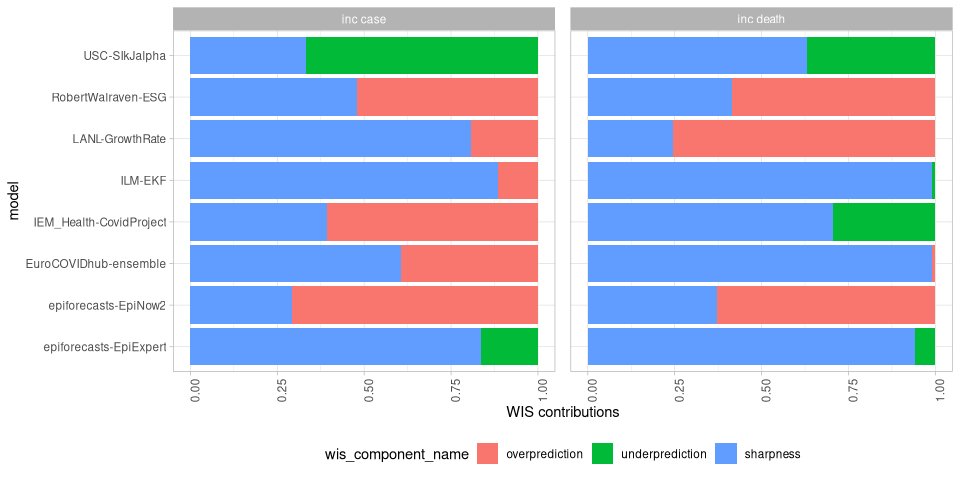 inc case
inc death
model
USC-SIkJalpha
RobertWalraven-ESG
LANL-GrowthRate
ILM-EKF
IEM_Health-CovidProject
EuroCOVIDhub-ensemble
epiforecasts-EpiNow2
epiforecasts-EpiExpert
0.00 0.25 0.50 0.75 1.00
0.00 0.25 0.50 0.75 1.00
WIS contributions
wis_component_name overprediction underprediction sharpness